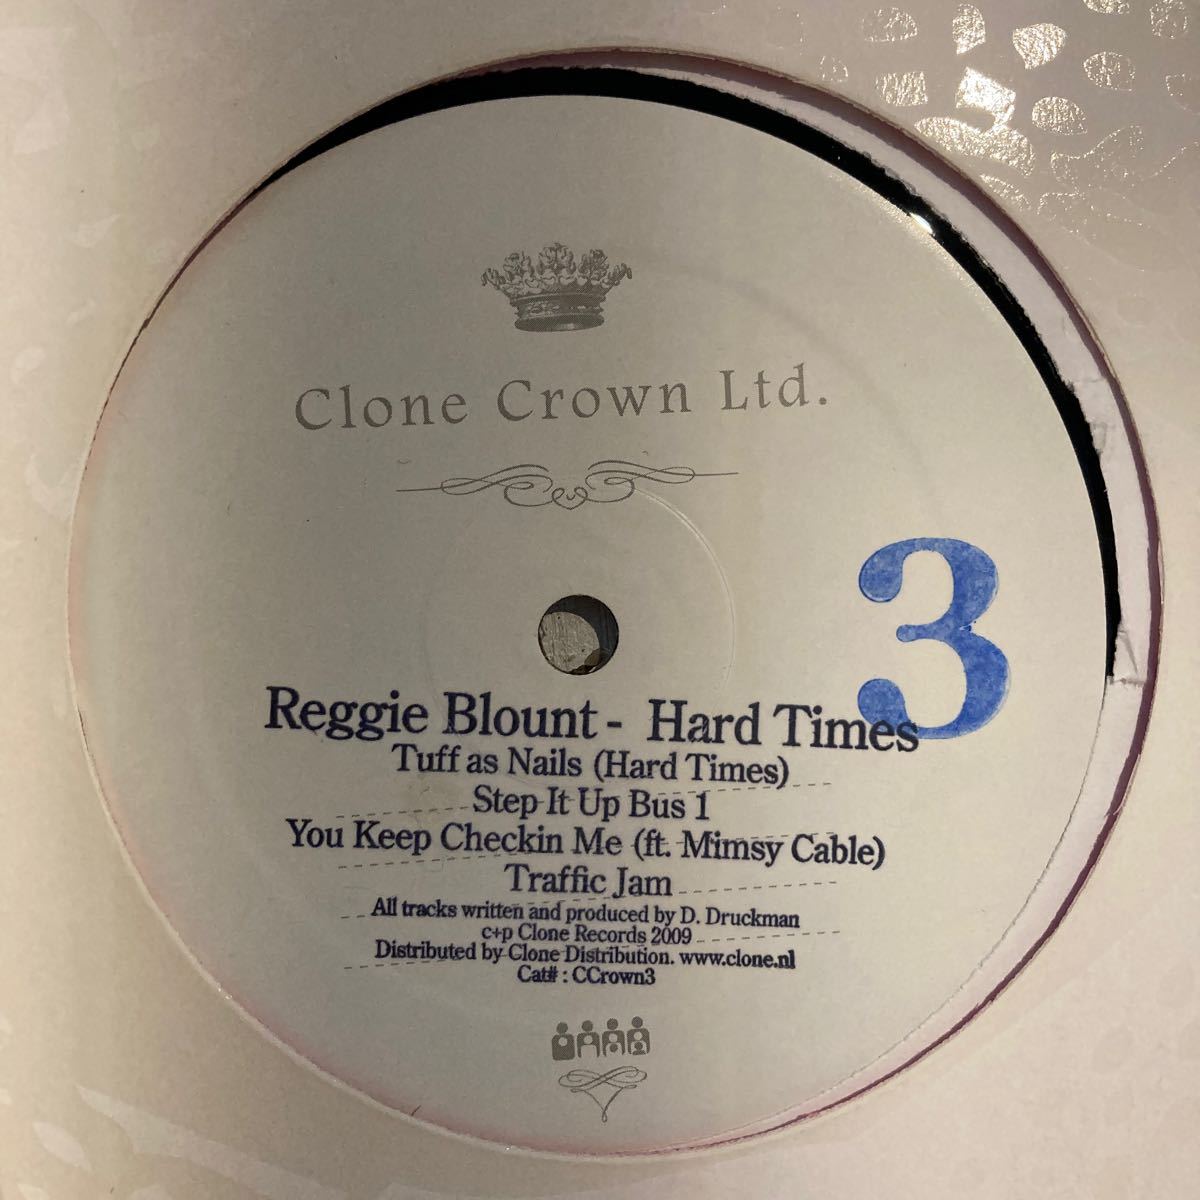 Clone Crown Ltd.
3
Reggie Blount - Hard Times
Tuff as Nails (Hard Times)
Step It Up Bus 1
You Keep Checkin Me (ft. Mimsy Cable)
Traffic Jam
All tracks written and produced by D. Druckman
c+p Clone Records 2009
Distributed by Clone Distribution. www.clone.nl
Cat# : CCrown3